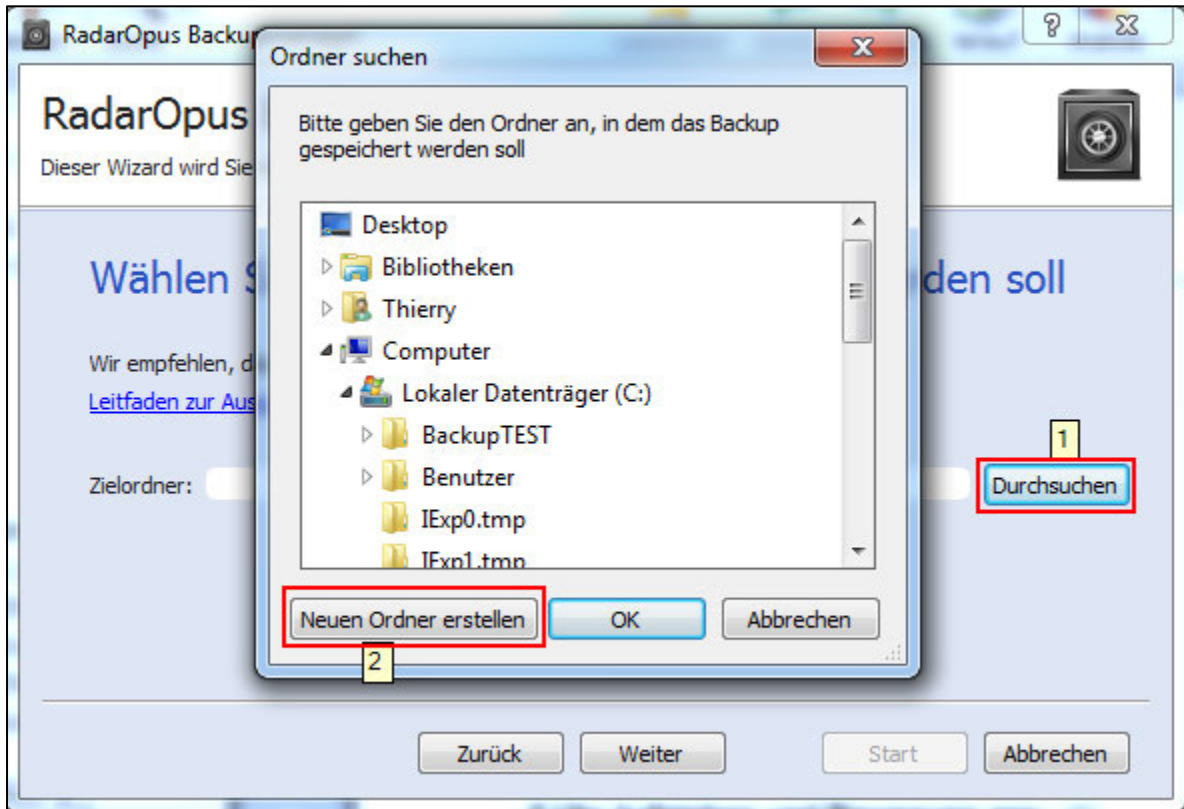 RadarOpus Backup
Ordner suchen
RadarOpus
Dieser Wizard wird Sie
Bitte geben Sie den Ordner an, in dem das Backup
gespeichert werden soll
Desktop
Bibliotheken
Thierry
Computer
Lokaler Datenträger (C:)
BackupTEST
Benutzer
IExp0.tmp
IExp1.tmp
Wählen
den soll
Wir empfehlen,
Leitfaden zur
1
Zielordner:
Durchsuchen
Neuen Ordner erstellen
OK
Abbrechen
2
Zurück
Weiter
Start
Abbrechen